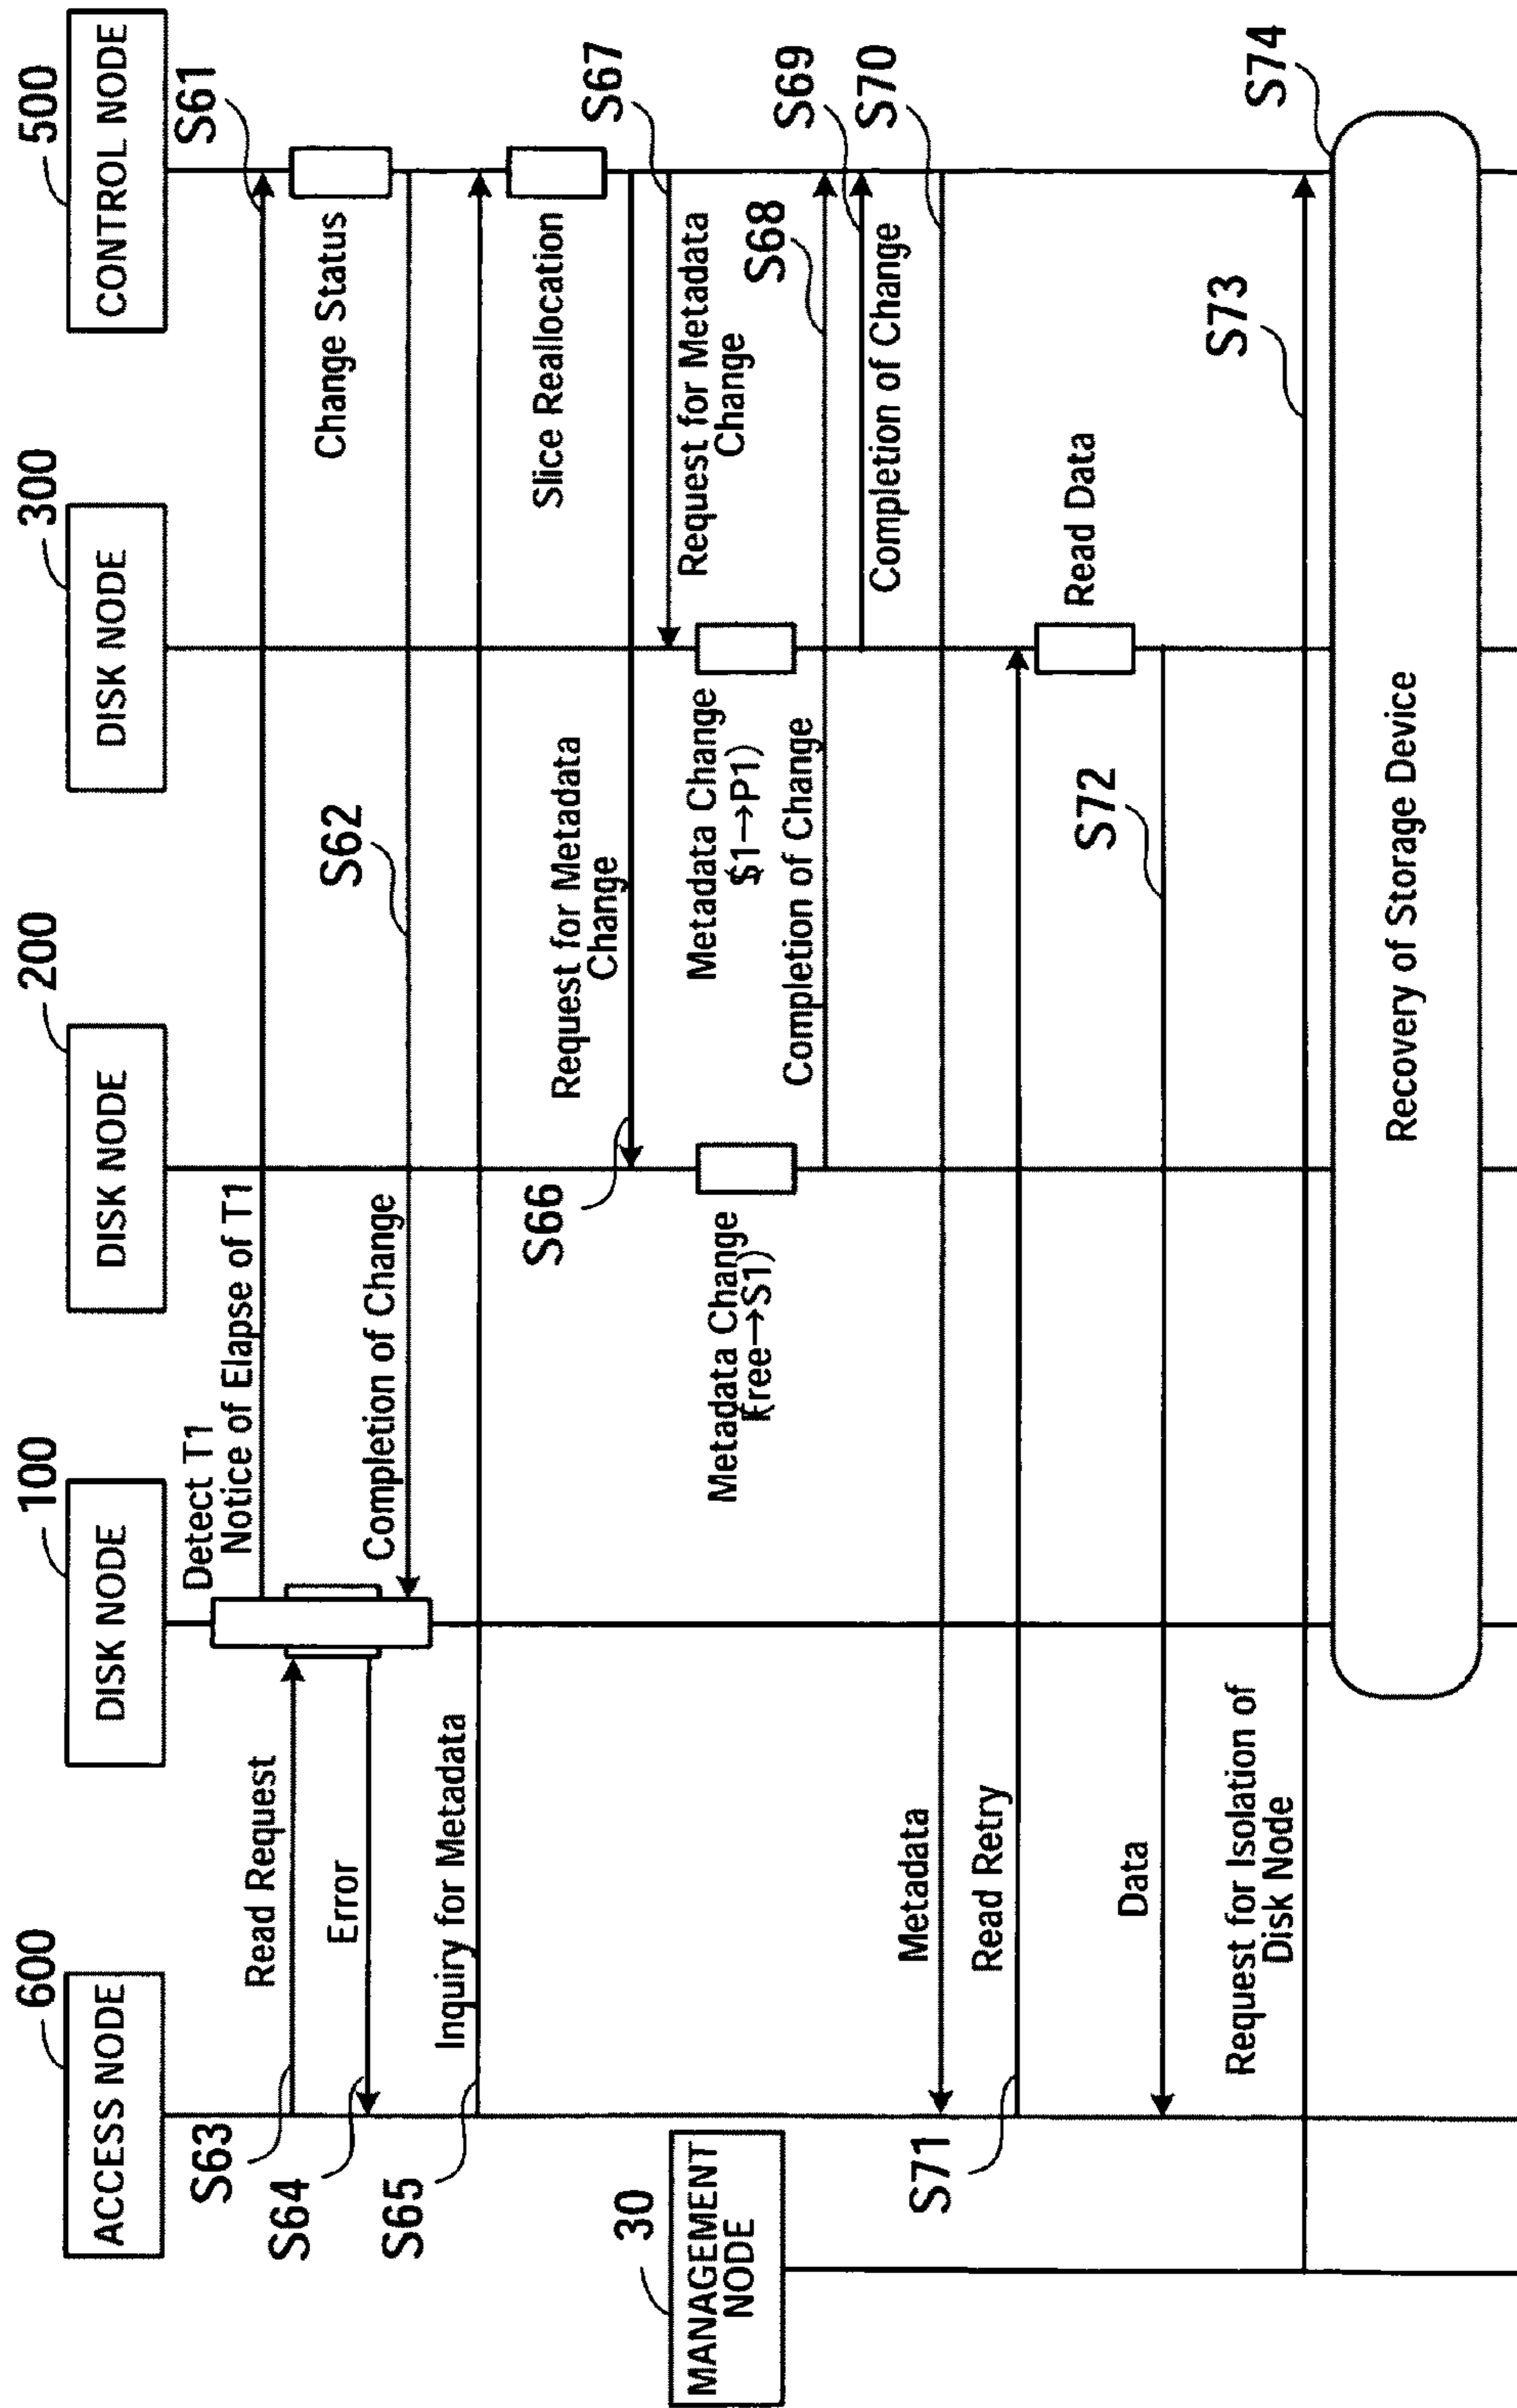 600
ACCESS NODE
100
DISK NODE
200
DISK NODE
300
DISK NODE
500
CONTROL NODE
Detect T1
Notice of Elapse of T1
S61
S63
Read Request
Change Status
S64
Error
Completion of Change
S62
S65
Inquiry for Metadata
Slice Reallocation
30
MANAGEMENT
NODE
S66
Request for Metadata
Change
S67
Request for Metadata
Change
Metadata Change
(Free→S1)
Metadata Change
(S1→P1)
Completion of Change
S68
Completion of Change
S69
S70
Metadata
S71
Read Retry
Read Data
Data
S72
Request for Isolation of
Disk Node
S73
S74
Recovery of Storage Device